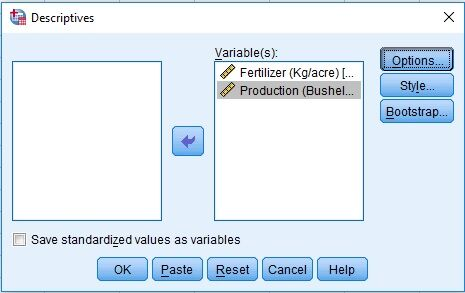 Descriptives
Variable(s):
Fertilizer (Kg/acre) [...
Production (Bushel...
Options...
Style...
Bootstrap...
Save standardized values as variables
OK Paste Reset Cancel Help